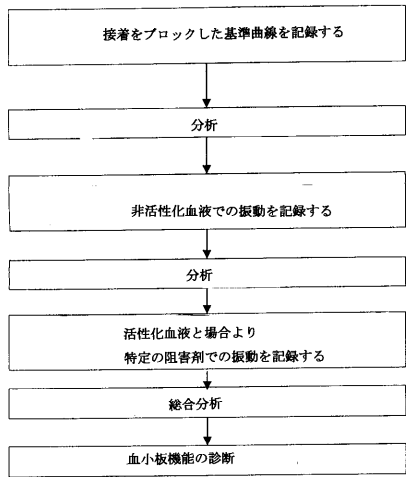 接着をブロックした基準曲線を記録する
分析
非活性化血液での振動を記録する
分析
活性化血液と場合より
特定の阻害剤での振動を記録する
総合分析
血小板機能の診断